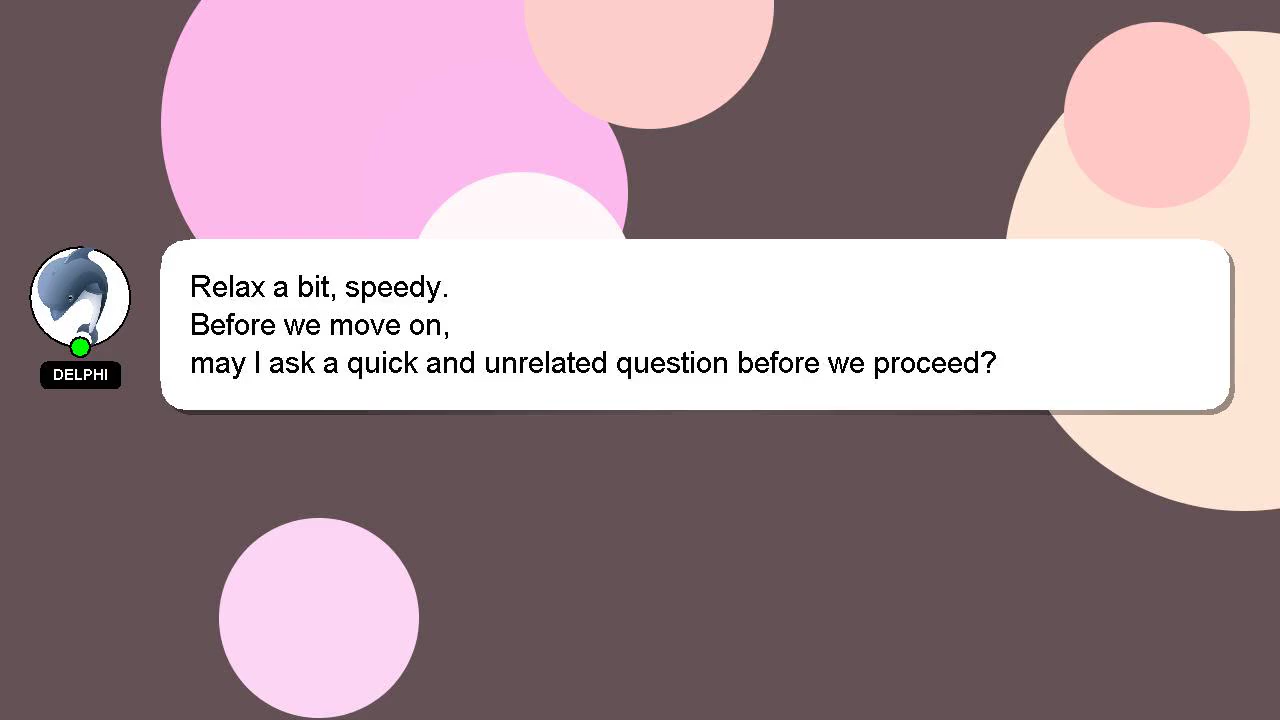 Relax a bit, speedy.
Before we move on,
may I ask a quick and unrelated question before we proceed?
DELPHI